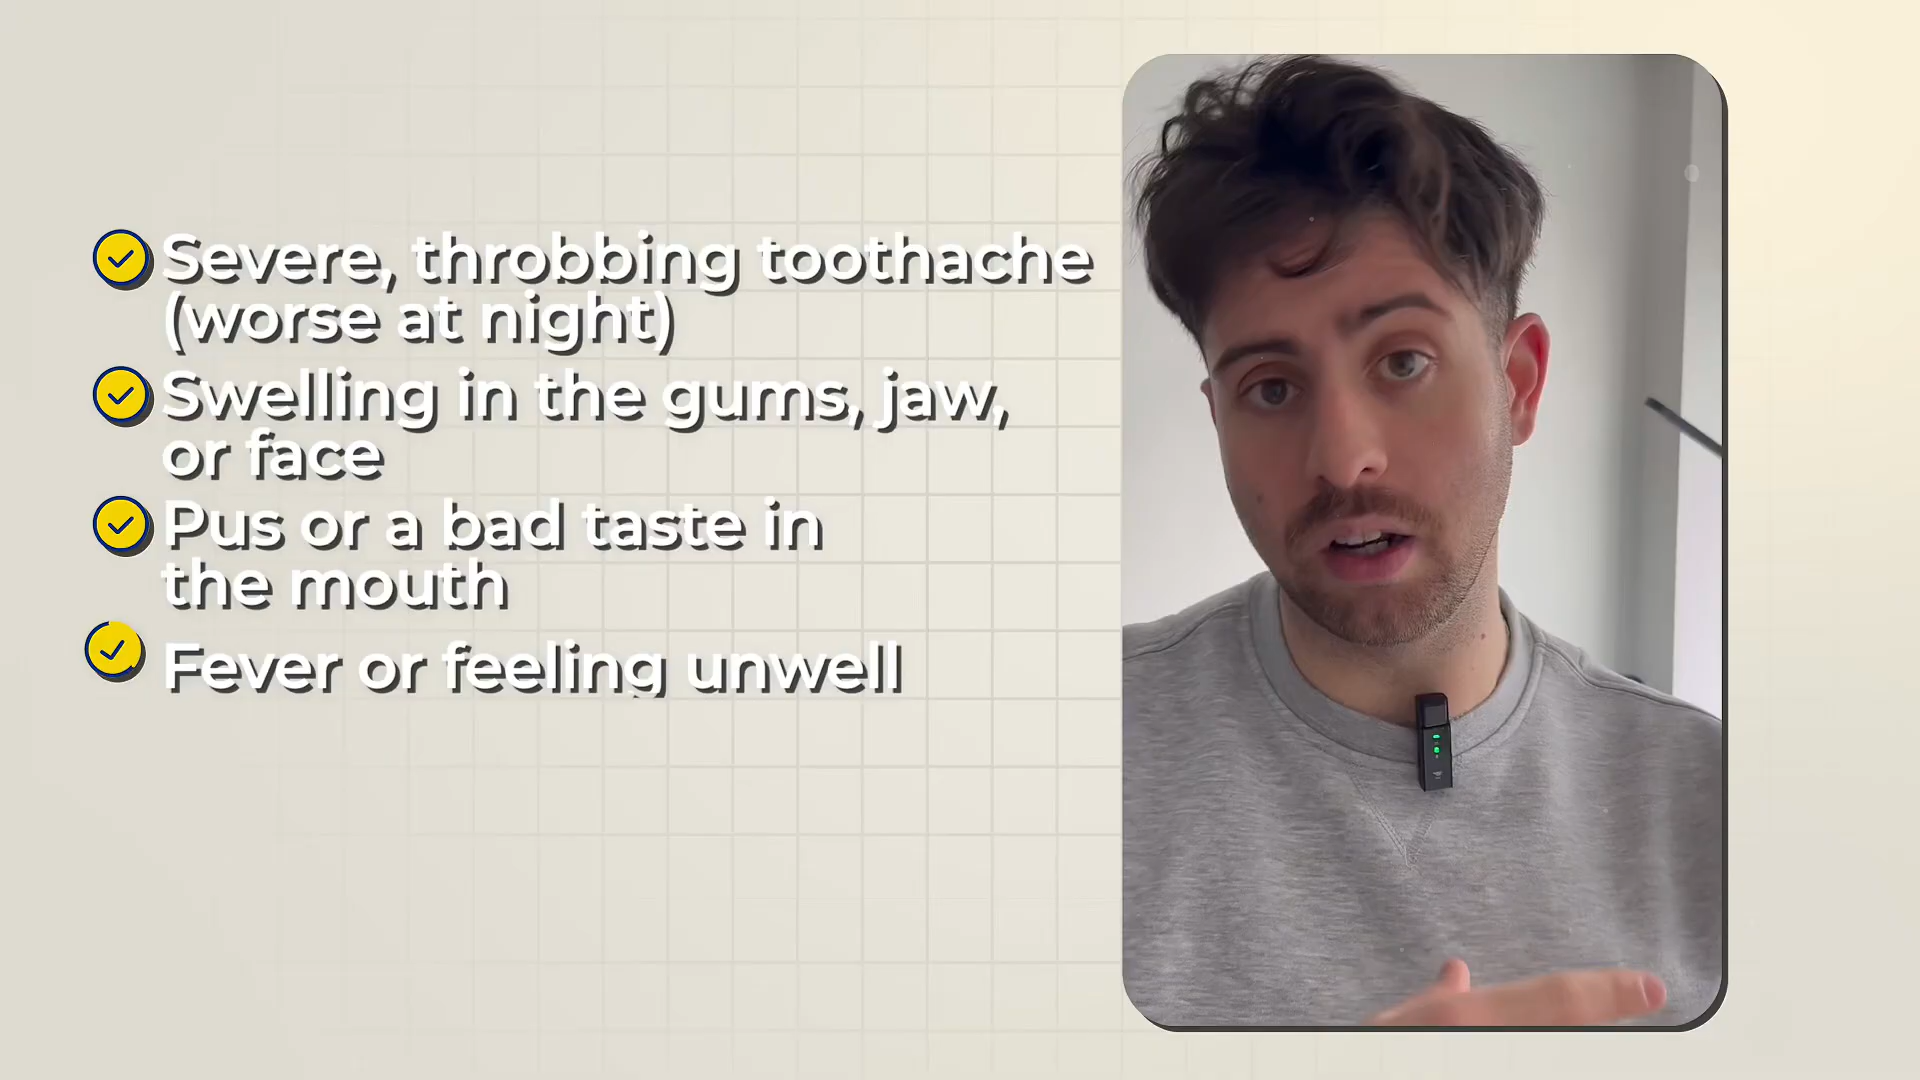 Severe, throbbing toothache
(worse at night)
Swelling in the gums, jaw,
or face
Pus or a bad taste in
the mouth
Fever or feeling unwell